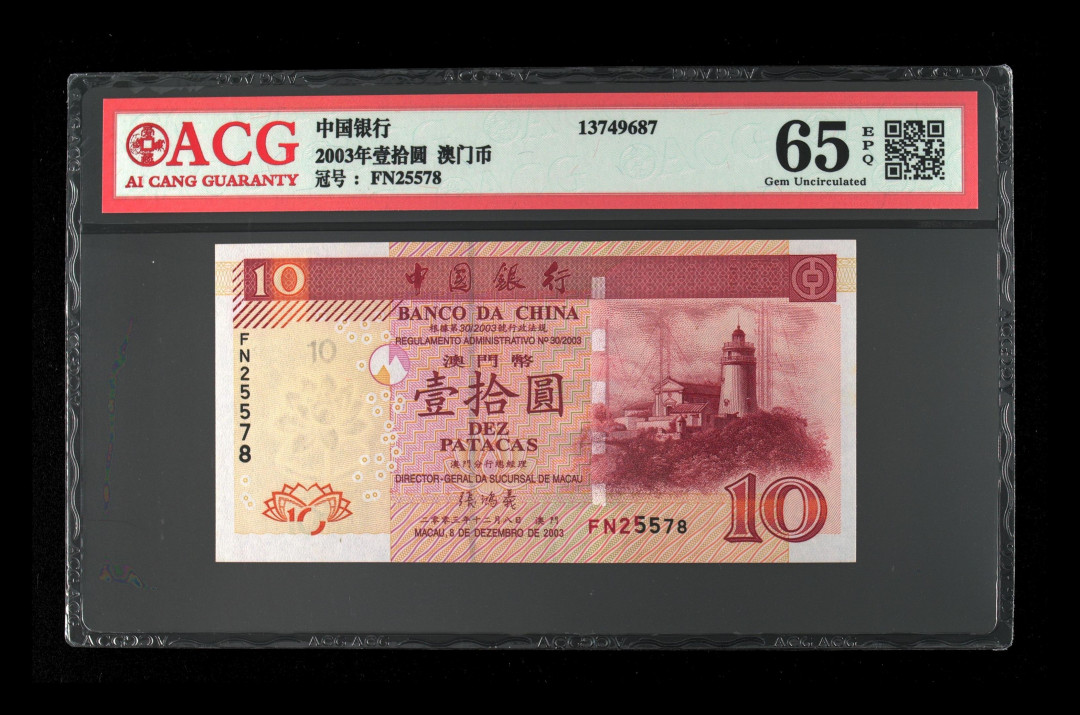 ACG
AI CANG GUARANTY
中国银行
13749687
2003年壹拾圆 澳门币
冠号：FN25578
65
EPQ
Gem Uncirculated
10
中國銀行
BANCO DA CHINA
根據第30/2003號行政法規
REGULAMENTO ADMINISTRATIVO Nº 30/2003
澳門幣
壹拾圓
DEZ
PATACAS
澳門分行總經理
DIRECTOR-GERAL DA SUCURSAL DE MACAU
張鴻義
二零零三年十二月八日 澳門
MACAU, 8 DE DEZEMBRO DE 2003
FN25578
10
10
FN25578
10